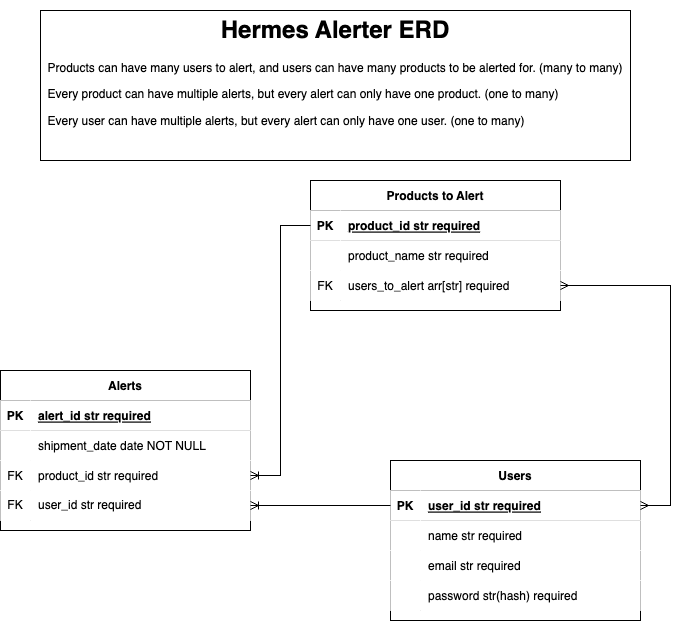 Hermes Alerter ERD
Products can have many users to alert, and users can have many products to be alerted for. (many to many)
Every product can have multiple alerts, but every alert can only have one product. (one to many)
Every user can have multiple alerts, but every alert can only have one user. (one to many)
Products to Alert
PK product_id str required
product_name str required
FK users_to_alert arr[str] required
Alerts
PK alert_id str required
shipment_date date NOT NULL
FK product_id str required
FK user_id str required
Users
PK user_id str required
name str required
email str required
password str(hash) required